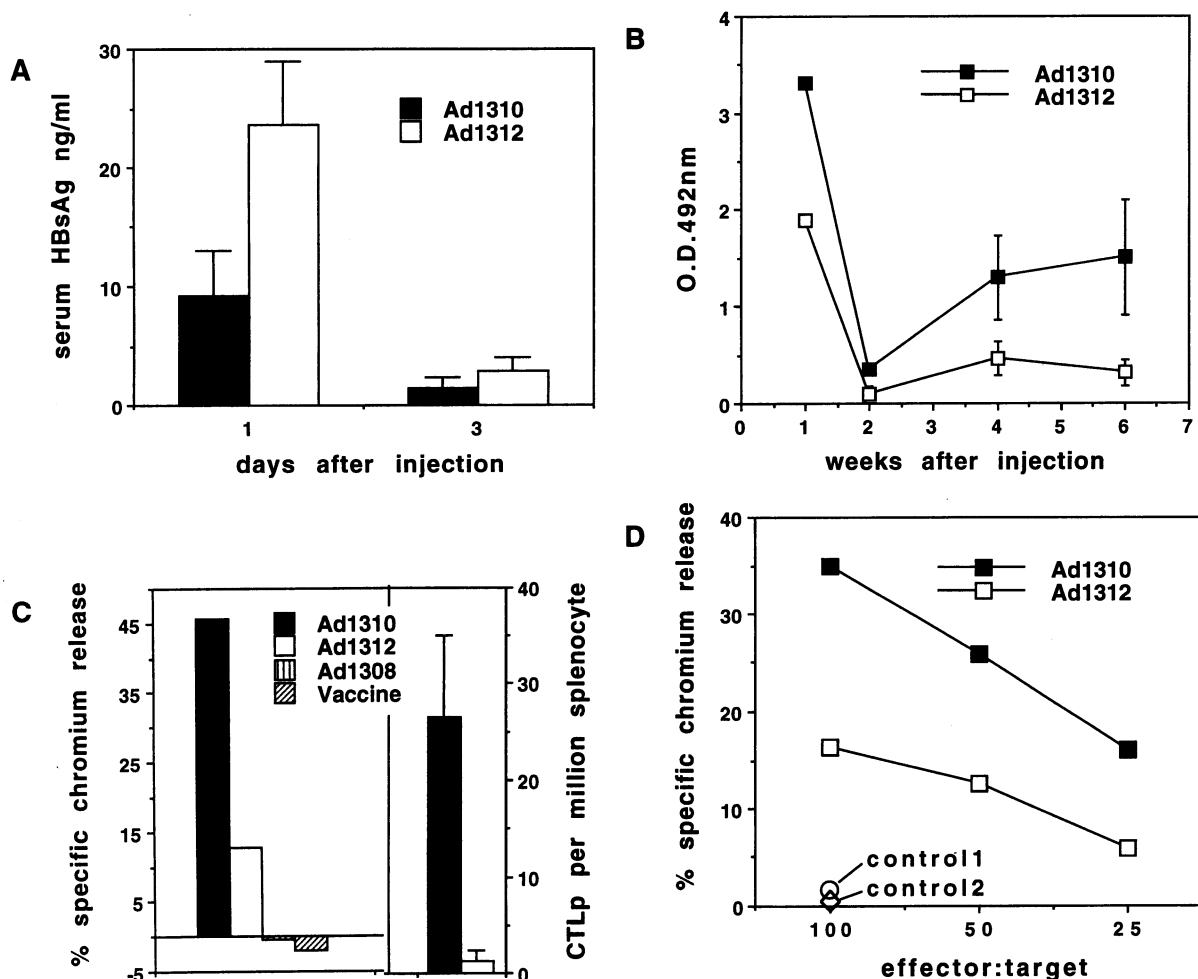 A
serum HBsAg ng/ml
30
20
10
0
Ad1310
Ad1312
1
3
days after injection
B
O.D.492nm
4
3
2
1
0
Ad1310
Ad1312
0 1 2 3 4 5 6 7
weeks after injection
C
% specific chromium release
45
35
25
15
5
-5
Ad1310
Ad1312
Ad1308
Vaccine
40
30
20
10
0
CTLp per million splenocyte
D
% specific chromium release
40
30
20
10
0
Ad1310
Ad1312
control1
control2
100 50 25
effector:target